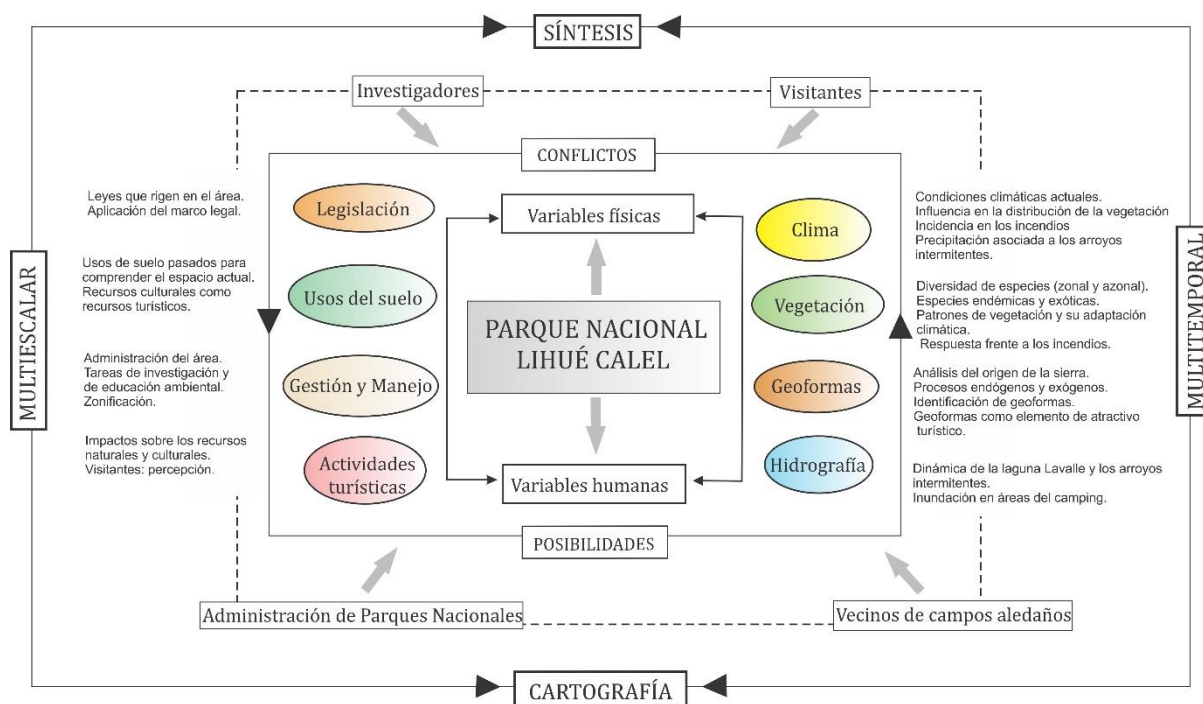 SÍNTESIS
Investigadores
Visitantes
CONFLICTOS
MULTIESCALAR
Leyes que rigen en el área.
Aplicación del marco legal.
Usos de suelo pasados para
comprender el espacio actual.
Recursos culturales como
recursos turísticos.
Administración del área.
Tareas de investigación y
de educación ambiental.
Zonificación.
Impactos sobre los recursos
naturales y culturales.
Visitantes: percepción.
Legislación
Usos del suelo
Gestión y Manejo
Actividades
turísticas
Variables físicas
PARQUE NACIONAL
LIHUÉ CALEL
Variables humanas
Clima
Vegetación
Geoformas
Hidrografía
Condiciones climáticas actuales.
Influencia en la distribución de la vegetación
Incidencia en los incendios
Precipitación asociada a los arroyos
intermitentes.
Diversidad de especies (zonal y azonal).
Especies endémicas y exóticas.
Patrones de vegetación y su adaptación
climática.
Respuesta frente a los incendios.
Análisis del origen de la sierra.
Procesos endógenos y exógenos.
Identificación de geoformas.
Geoformas como elemento de atractivo
turístico.
Dinámica de la laguna Lavalle y los arroyos
intermitentes.
Inundación en áreas del camping.
MULTITEMPORAL
POSIBILIDADES
Administración de Parques Nacionales
Vecinos de campos aledaños
CARTOGRAFÍA